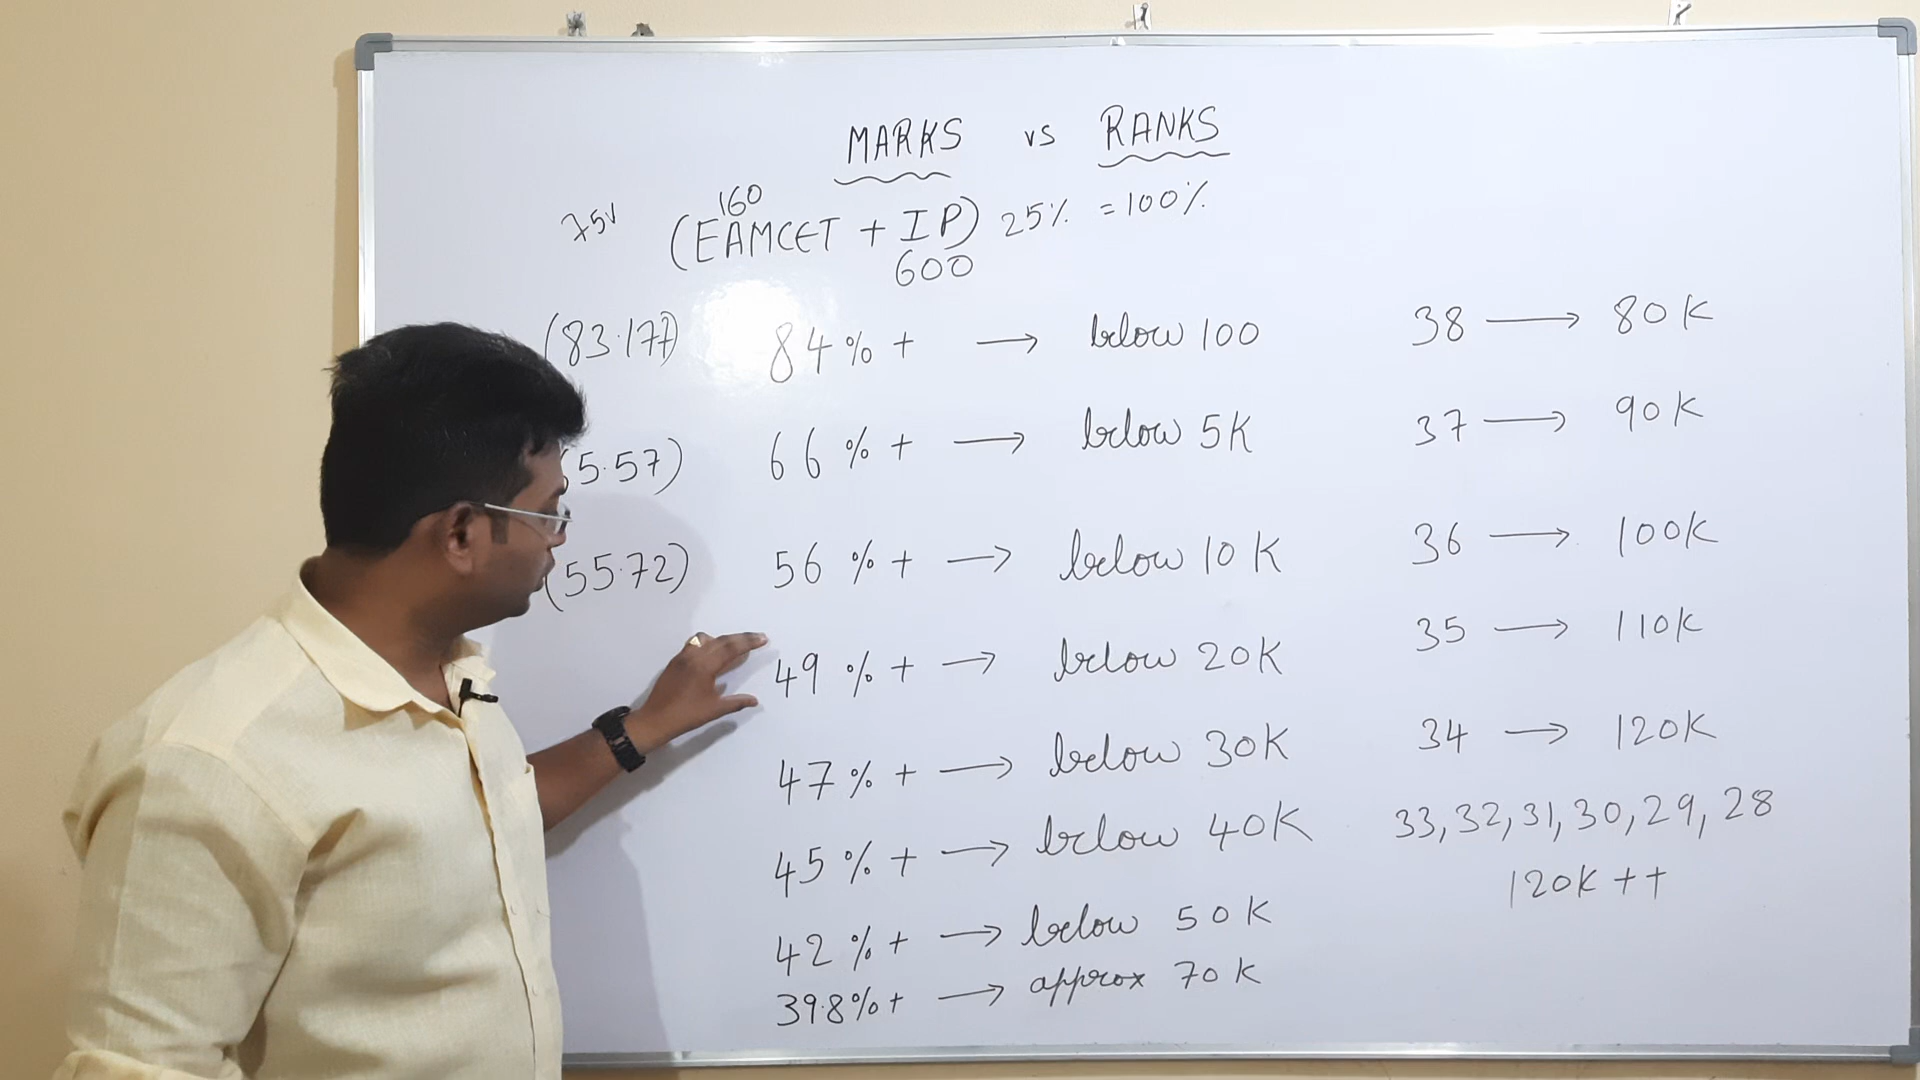 MARKS vs RANKS
75% (EAMCET + IP) 25% = 100%
160
600
(83.177) 84% + → below 100
5.57) 66% + → below 5K
(55.72) 56% + → below 10K
49% + → below 20K
47% + → below 30K
45% + → below 40K
42% + → below 50K
39.8% + → approx 70K
38 → 80K
37 → 90K
36 → 100K
35 → 110K
34 → 120K
33, 32, 31, 30, 29, 28
120K ++